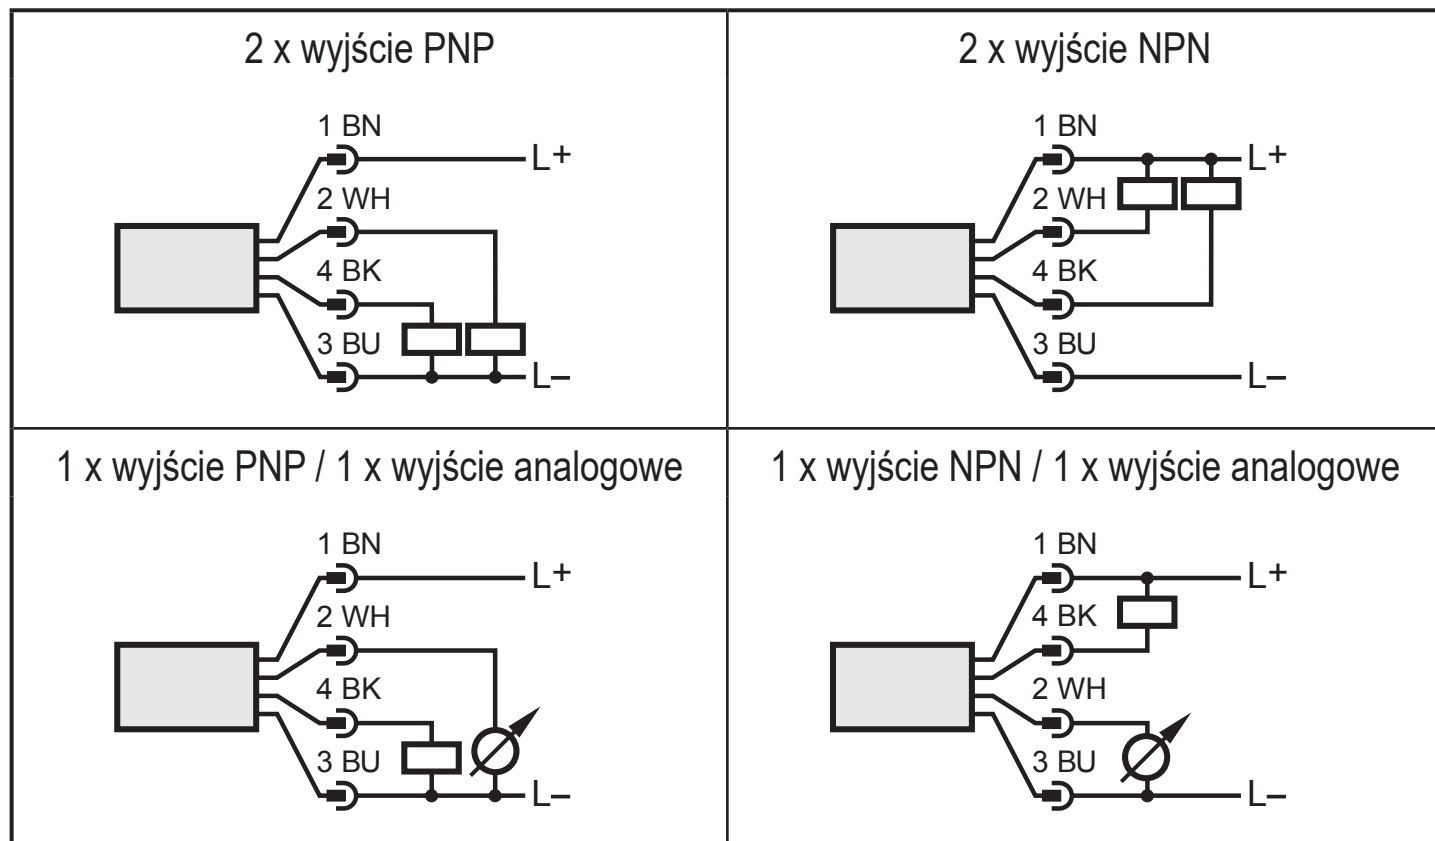 2 x wyjście PNP
1 BN
L+
2 WH
4 BK
3 BU
L–
2 x wyjście NPN
1 BN
L+
2 WH
4 BK
3 BU
L–
1 x wyjście PNP / 1 x wyjście analogowe
1 BN
L+
2 WH
4 BK
3 BU
L–
1 x wyjście NPN / 1 x wyjście analogowe
1 BN
L+
4 BK
2 WH
3 BU
L–